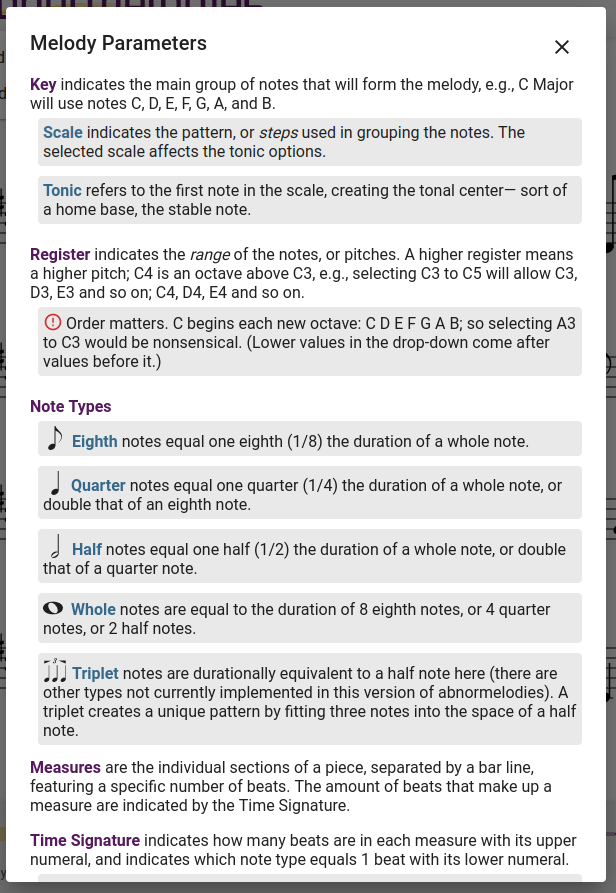 Melody Parameters
Key indicates the main group of notes that will form the melody, e.g., C Major
will use notes C, D, E, F, G, A, and B.
Scale indicates the pattern, or steps used in grouping the notes. The
selected scale affects the tonic options.
Tonic refers to the first note in the scale, creating the tonal center— sort of
a home base, the stable note.
Register indicates the range of the notes, or pitches. A higher register means
a higher pitch; C4 is an octave above C3, e.g., selecting C3 to C5 will allow C3,
D3, E3 and so on; C4, D4, E4 and so on.
Order matters. C begins each new octave: C D E F G A B; so selecting A3
to C3 would be nonsensical. (Lower values in the drop-down come after
values before it.)
Note Types
Eighth notes equal one eighth (1/8) the duration of a whole note.
Quarter notes equal one quarter (1/4) the duration of a whole note, or
double that of an eighth note.
Half notes equal one half (1/2) the duration of a whole note, or double
that of a quarter note.
Whole notes are equal to the duration of 8 eighth notes, or 4 quarter
notes, or 2 half notes.
3
Triplet notes are durationally equivalent to a half note here (there are
other types not currently implemented in this version of abnormelodies). A
triplet creates a unique pattern by fitting three notes into the space of a half
note.
Measures are the individual sections of a piece, separated by a bar line,
featuring a specific number of beats. The amount of beats that make up a
measure are indicated by the Time Signature.
Time Signature indicates how many beats are in each measure with its upper
numeral, and indicates which note type equals 1 beat with its lower numeral.